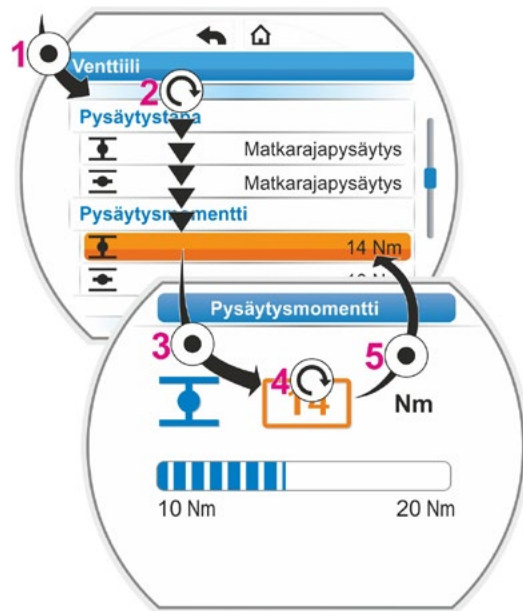 1
Venttiili
2
Pysäytystapa
Matkarajapysäytys
Matkarajapysäytys
Pysäytysmomentti
14 Nm
Pysäytysmomentti
3
4
5
14
Nm
10 Nm
20 Nm